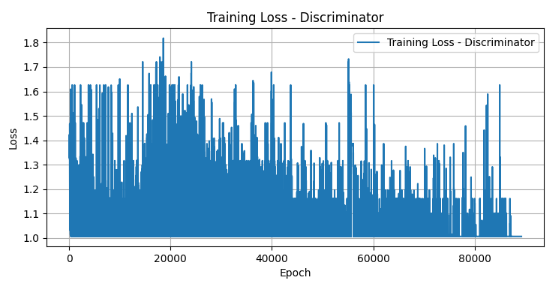 Training Loss - Discriminator
Training Loss - Discriminator
1.8
1.7
1.6
1.5
1.4
1.3
1.2
1.1
1.0
Loss
0 20000 40000 60000 80000
Epoch